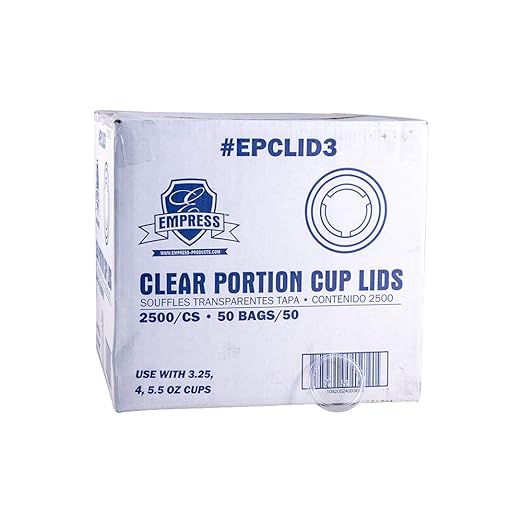 #EPCLID3
E
EMPRESS
WWW.EMPRESS-PRODUCTS.COM
CLEAR PORTION CUP LIDS
SOUFFLES TRANSPARENTES TAPA • CONTENIDO 2500
2500/CS • 50 BAGS/50
USE WITH 3.25,
4, 5.5 OZ CUPS